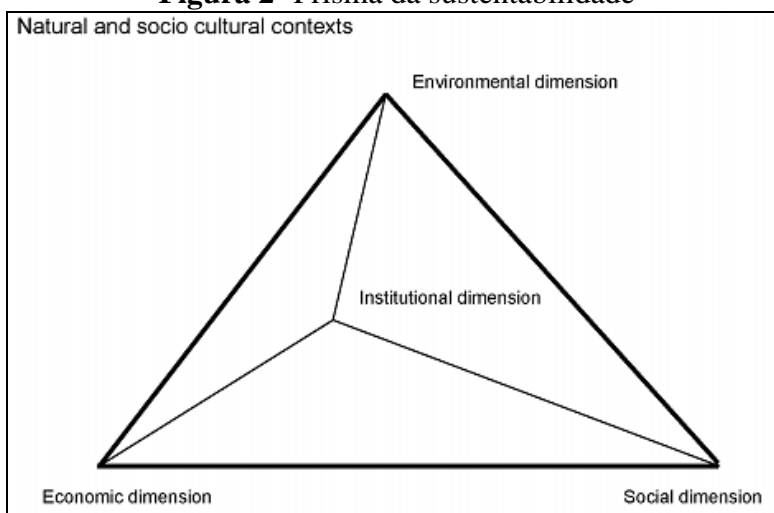 Figura 2- Prisma da sustentabilidade
Natural and socio cultural contexts
Environmental dimension
Institutional dimension
Economic dimension
Social dimension